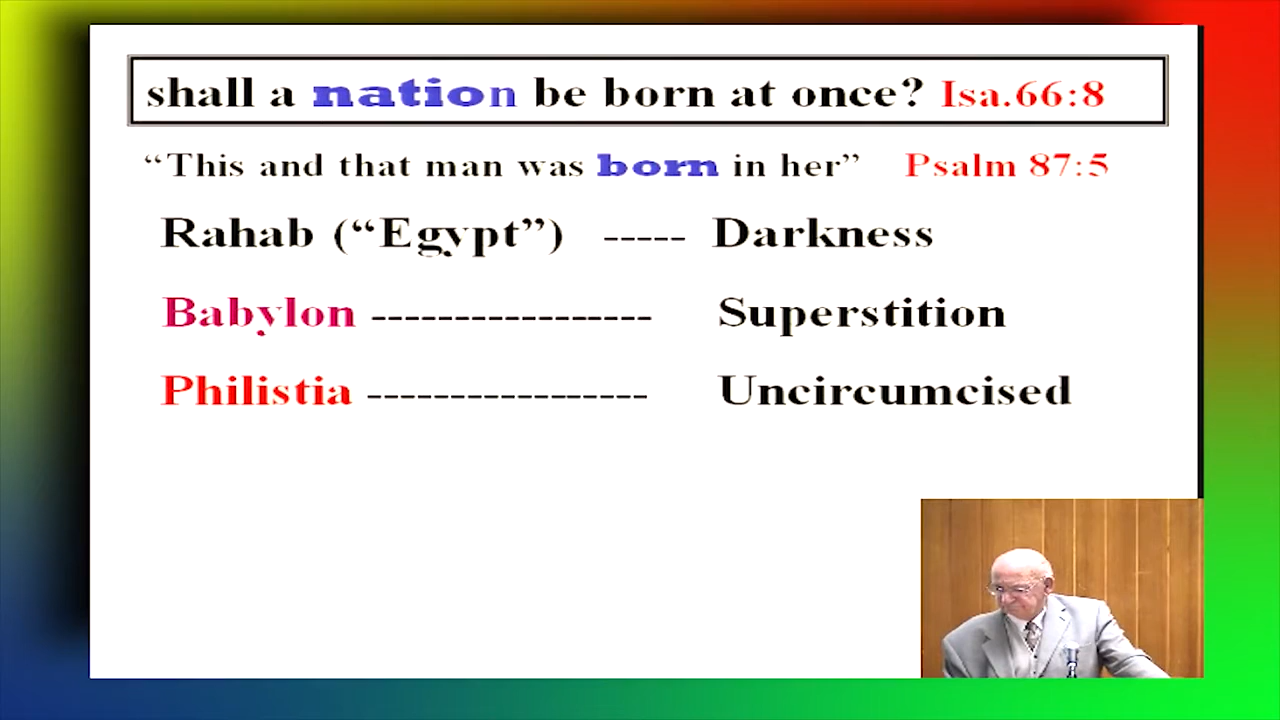 shall a nation be born at once? Isa.66:8
“This and that man was born in her” Psalm 87:5
Rahab (“Egypt”) ----- Darkness
Babylon ----------------- Superstition
Philistia ----------------- Uncircumcised